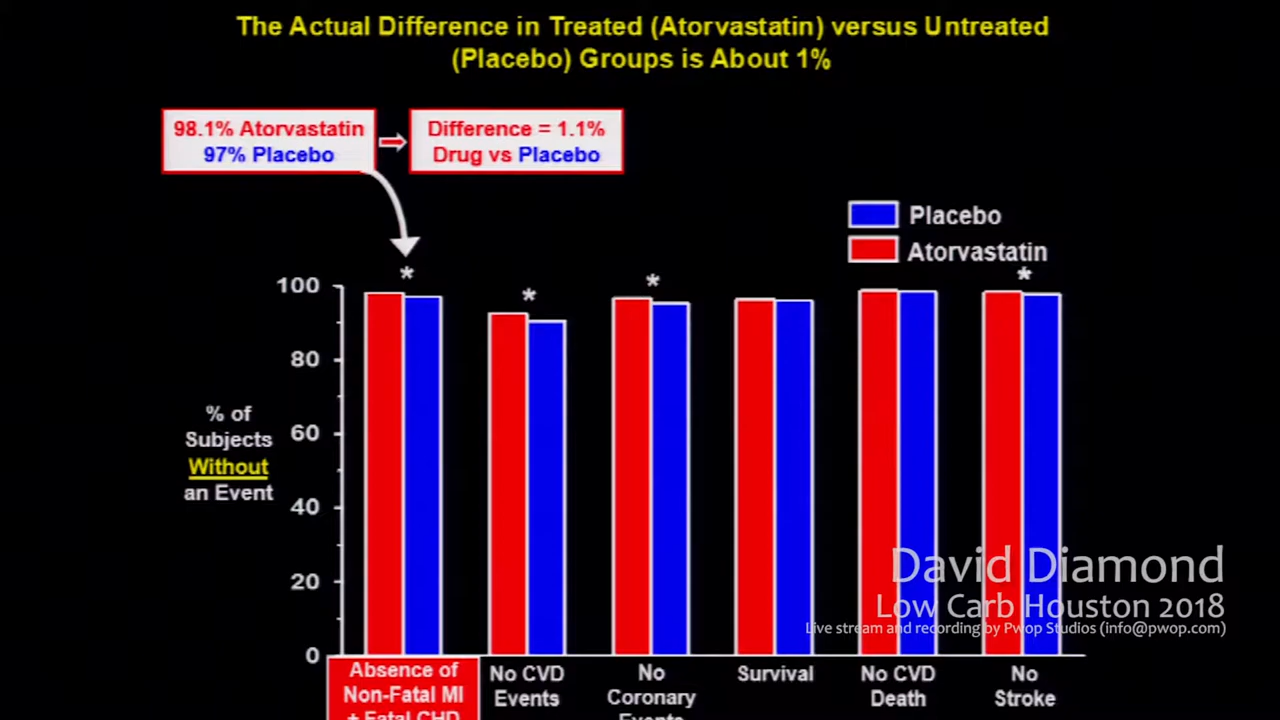 The Actual Difference in Treated (Atorvastatin) versus Untreated
(Placebo) Groups is About 1%
98.1% Atorvastatin
97% Placebo
Difference = 1.1%
Drug vs Placebo
Placebo
Atorvastatin
*
*
*
*
100
80
60
40
20
0
% of
Subjects
Without
an Event
David Diamond
Low Carb Houston 2018
Live stream and recording by Pwop Studios (info@pwop.com)
Absence of
Non-Fatal MI
+ Fatal CHD
No CVD
Events
No
Coronary
Events
Survival
No CVD
Death
No
Stroke